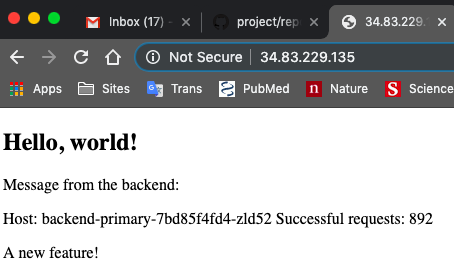 Inbox (17) -
project/rep
34.83.229.
Not Secure | 34.83.229.135
Apps Sites Trans PubMed n Nature S Science
Hello, world!
Message from the backend:
Host: backend-primary-7bd85f4fd4-zld52 Successful requests: 892
A new feature!